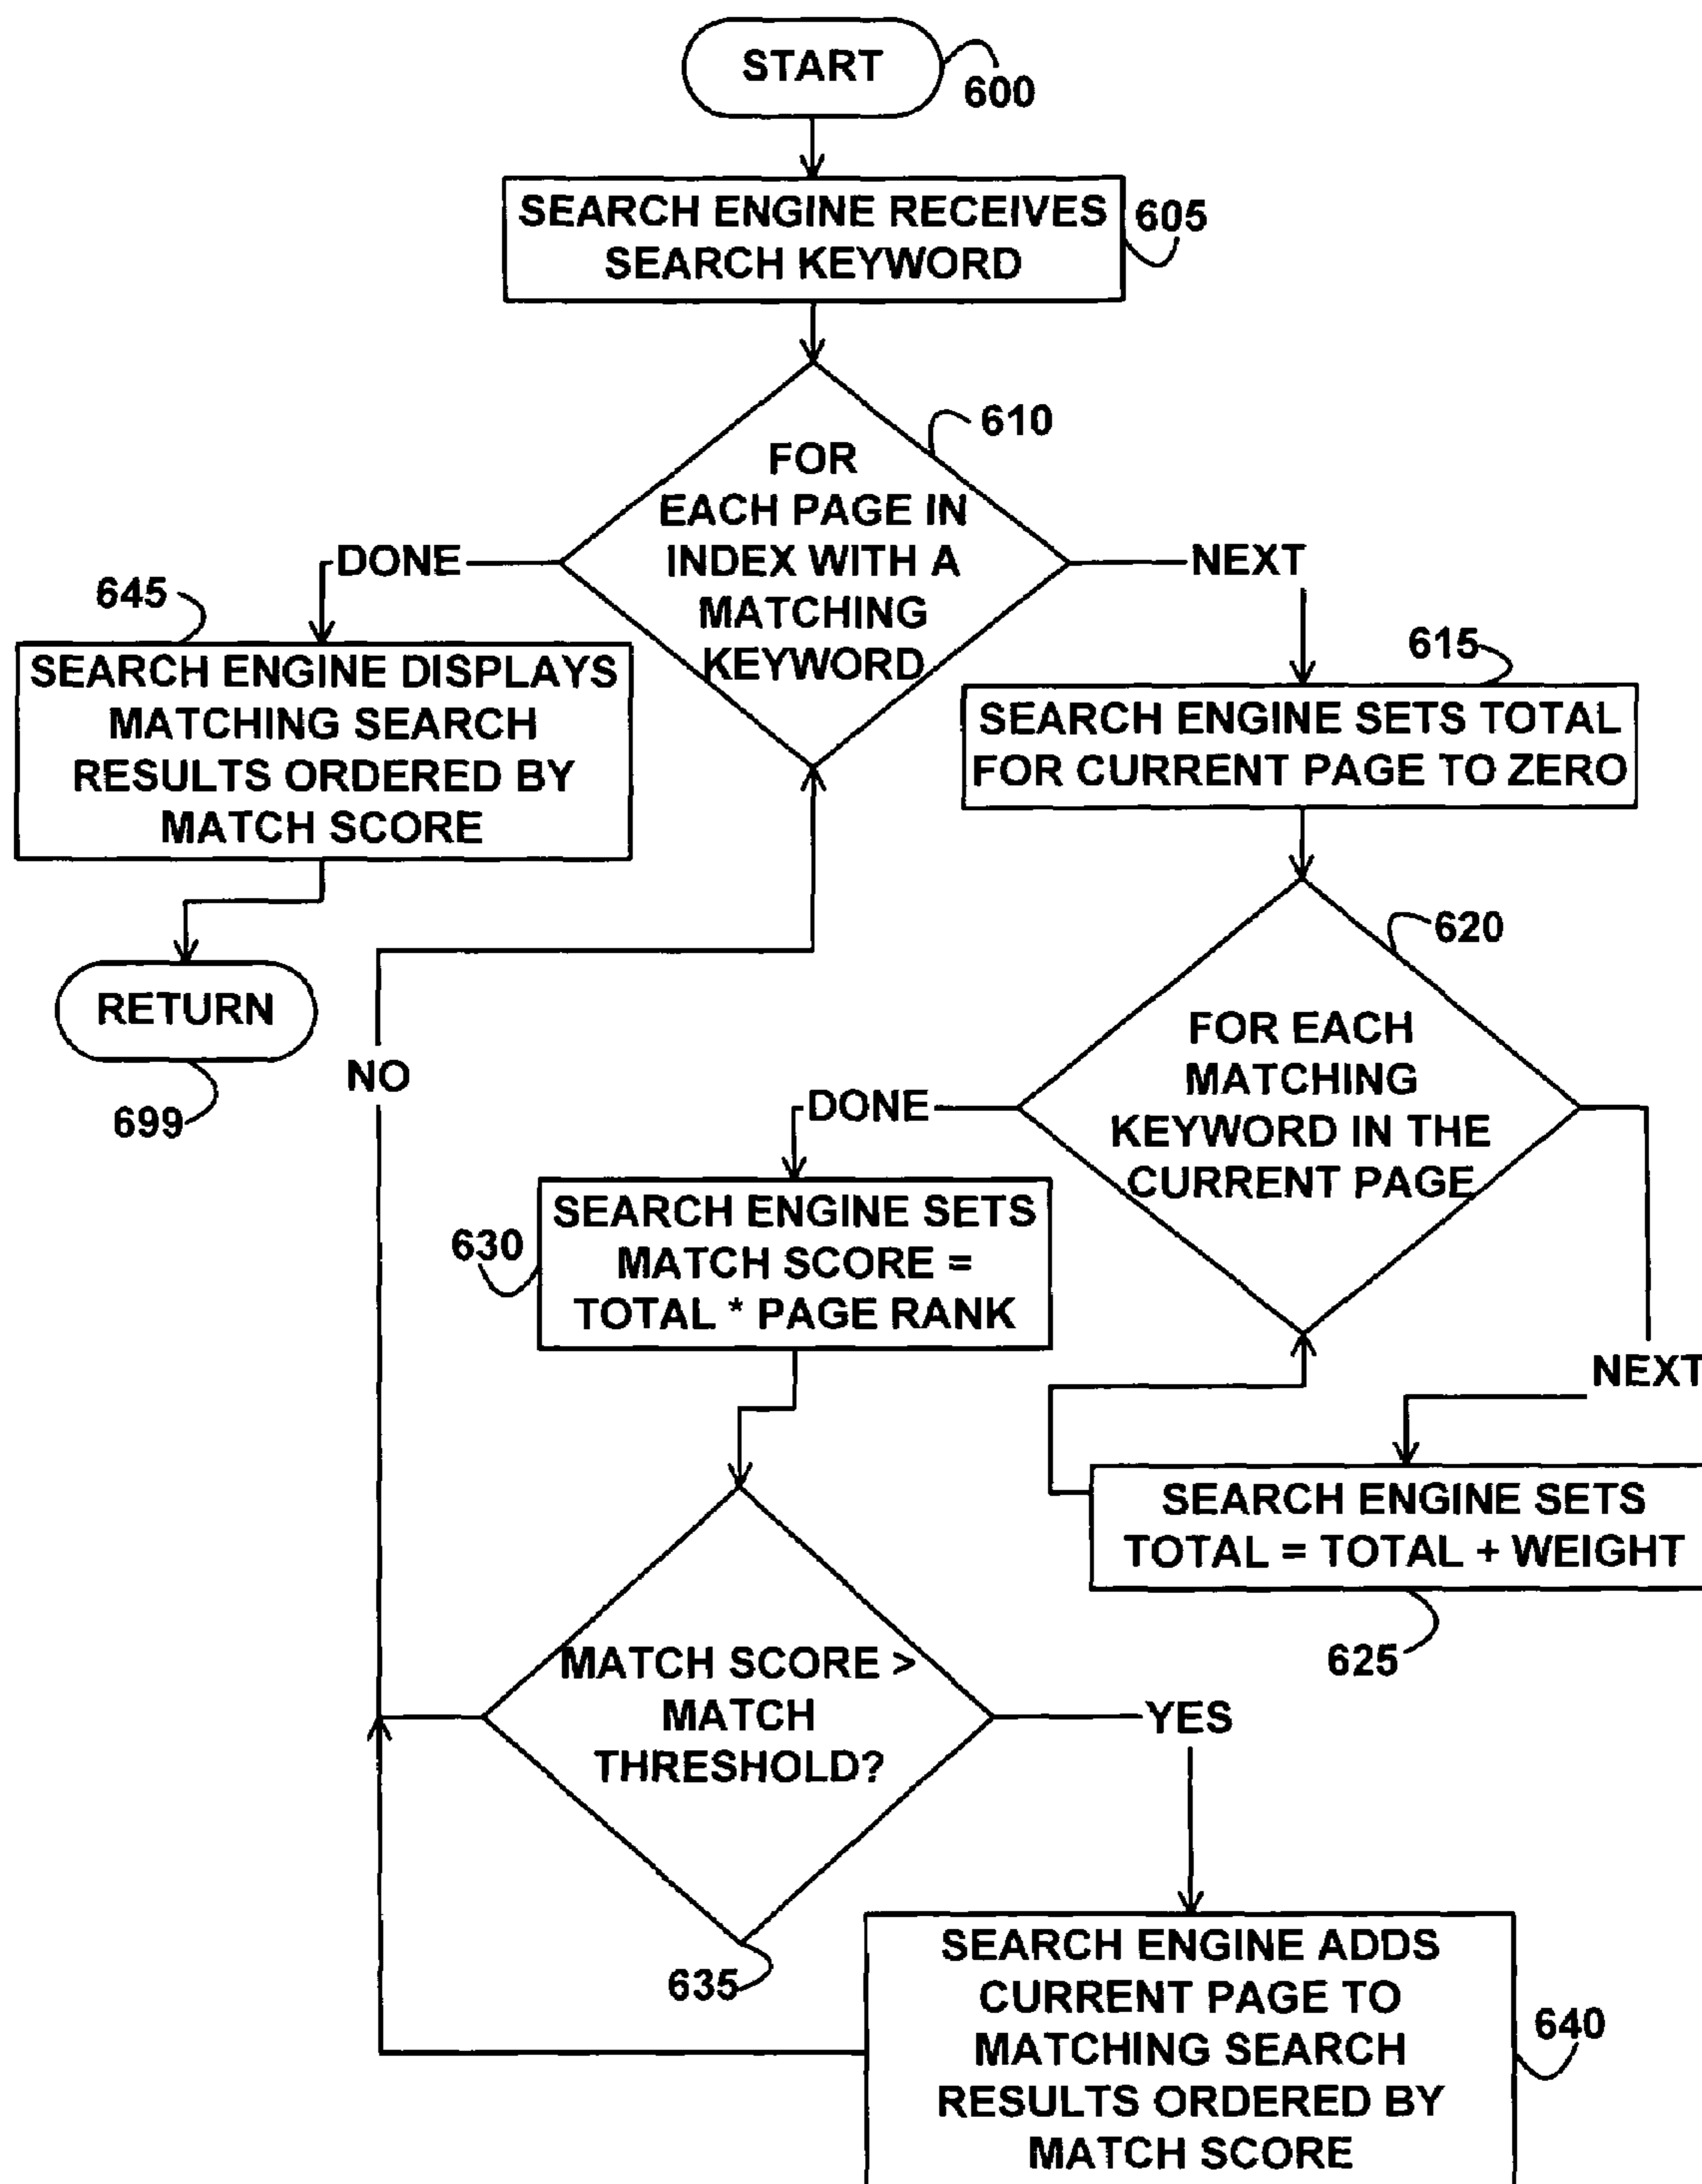 START
600
SEARCH ENGINE RECEIVES
SEARCH KEYWORD
605
FOR
EACH PAGE IN
INDEX WITH A
MATCHING
KEYWORD
610
DONE
NEXT
645
SEARCH ENGINE DISPLAYS
MATCHING SEARCH
RESULTS ORDERED BY
MATCH SCORE
615
SEARCH ENGINE SETS TOTAL
FOR CURRENT PAGE TO ZERO
RETURN
699
NO
620
FOR EACH
MATCHING
KEYWORD IN THE
CURRENT PAGE
DONE
NEXT
630
SEARCH ENGINE SETS
MATCH SCORE =
TOTAL * PAGE RANK
SEARCH ENGINE SETS
TOTAL = TOTAL + WEIGHT
625
MATCH SCORE >
MATCH
THRESHOLD?
635
YES
SEARCH ENGINE ADDS
CURRENT PAGE TO
MATCHING SEARCH
RESULTS ORDERED BY
MATCH SCORE
640